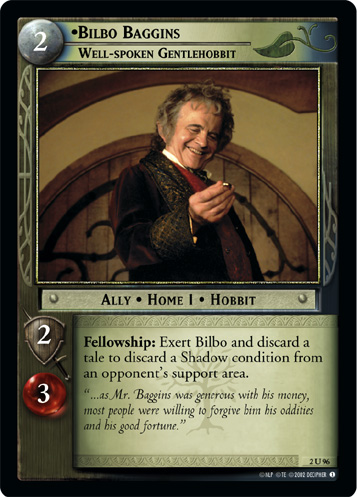 2
•Bilbo Baggins
Well-spoken Gentlehobbit
Ally • Home 1 • Hobbit
2
3
Fellowship: Exert Bilbo and discard a
tale to discard a Shadow condition from
an opponent's support area.
“...as Mr. Baggins was generous with his money,
most people were willing to forgive him his oddities
and his good fortune.”
2 U 96
©NLP ©TE ©2002 DECIPHER